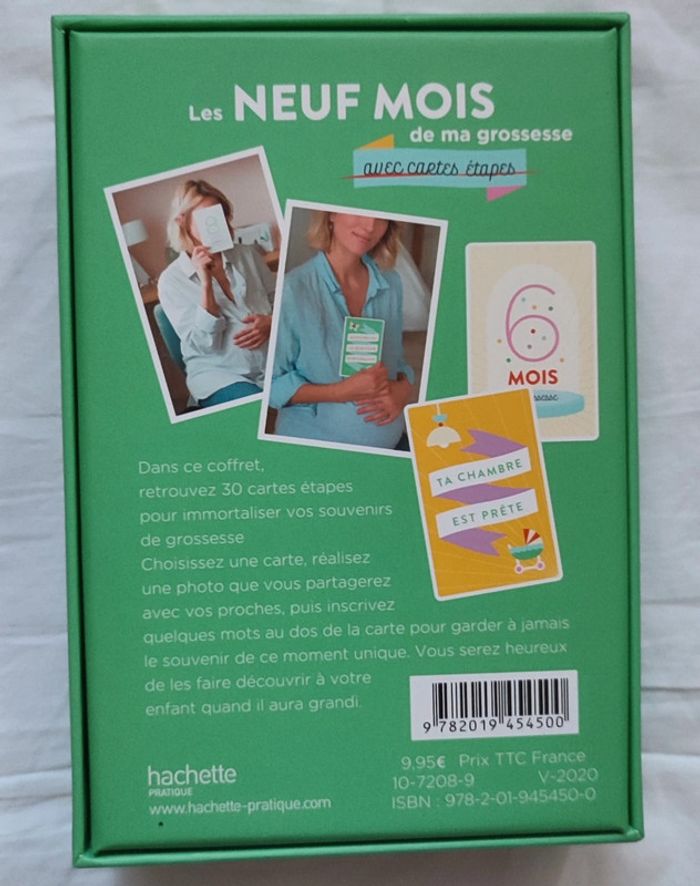 Les NEUF MOIS
de ma grossesse
avec cartes étapes
6
MOIS
TA CHAMBRE
EST PRÊTE
Dans ce coffret,
retrouvez 30 cartes étapes
pour immortaliser vos souvenirs
de grossesse
Choisissez une carte, réalisez
une photo que vous partagerez
avec vos proches, puis inscrivez
quelques mots au dos de la carte pour garder à jamais
le souvenir de ce moment unique. Vous serez heureux
de les faire découvrir à votre
enfant quand il aura grandi.
9 782019 454500
hachette
PRATIQUE
www.hachette-pratique.com
9,95€ Prix TTC France
10-7208-9 V-2020
ISBN : 978-2-01-945450-0